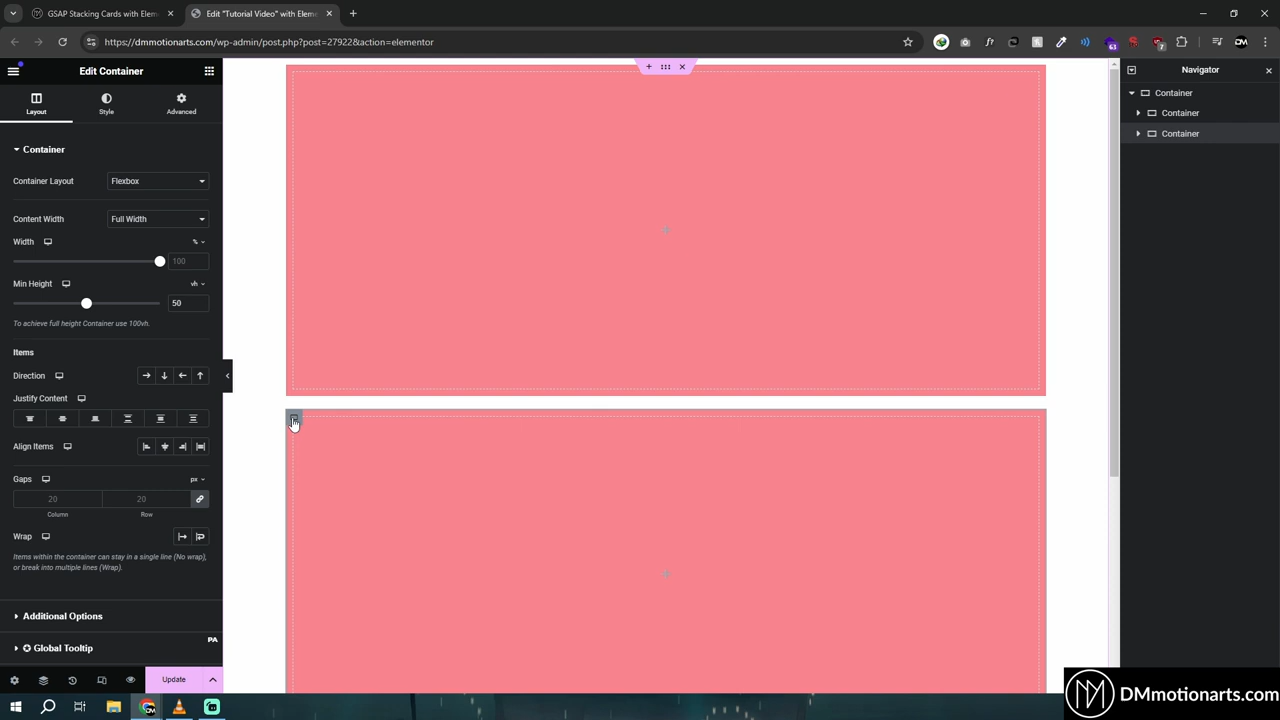 GSAP Stacking Cards with Elem
Edit "Tutorial Video" with Elem
https://dmmotionarts.com/wp-admin/post.php?post=27922&action=elementor
Edit Container
Navigator
Layout
Style
Advanced
Container
Container
Container
Container
Container Layout
Flexbox
Content Width
Full Width
Width
%
100
Min Height
vh
50
To achieve full height Container use 100vh.
Items
Direction
Justify Content
Align Items
Gaps
px
20
20
Column
Row
Wrap
Items within the container can stay in a single line (No wrap),
or break into multiple lines (Wrap).
Additional Options
PA
Global Tooltip
Update
DMmotionarts.com